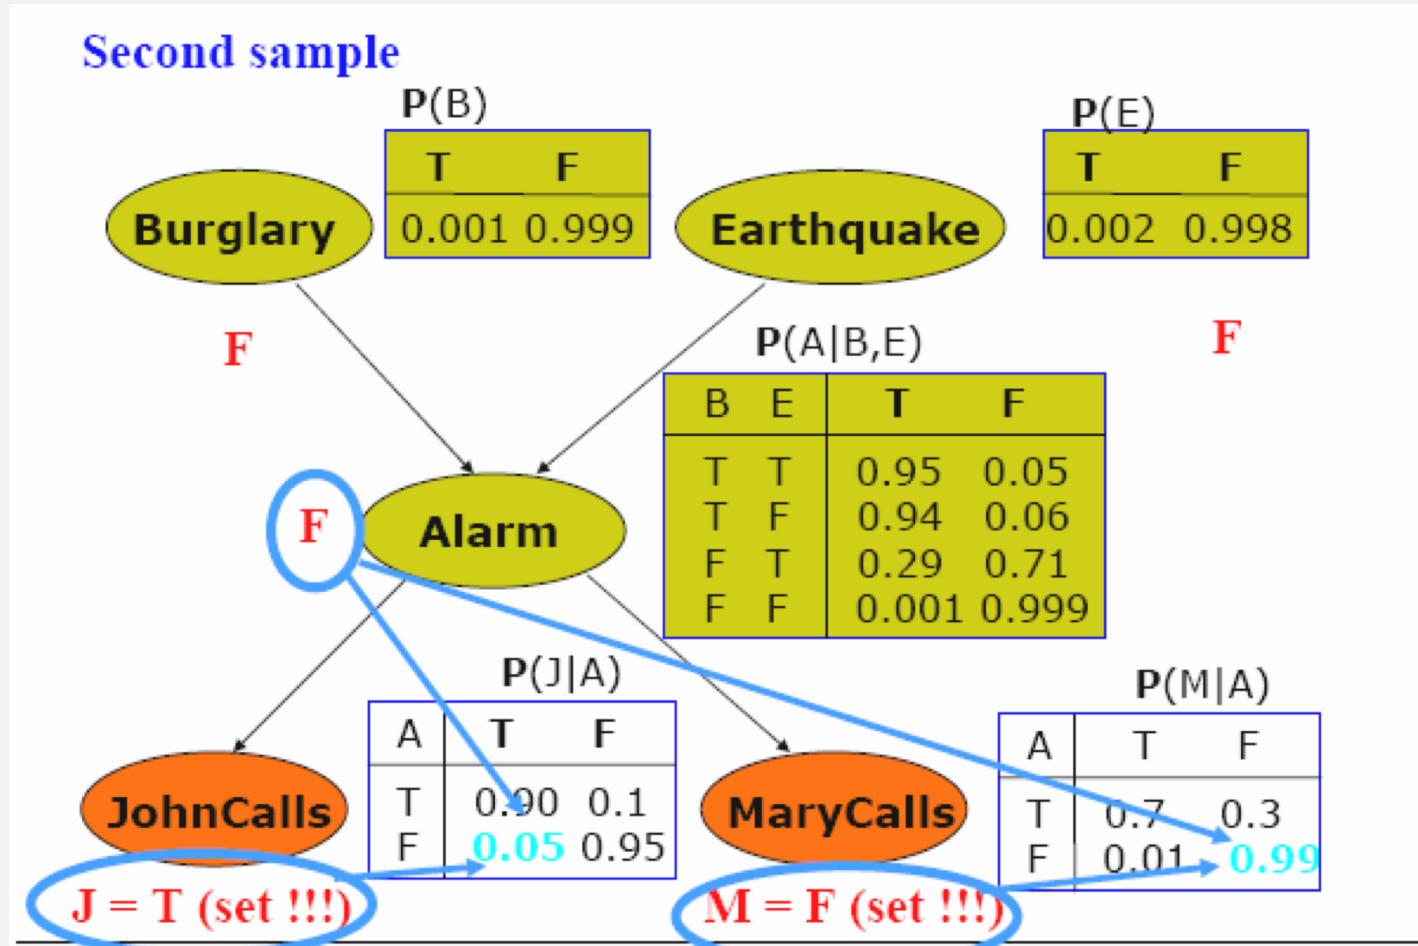 Second sample
P(B)
T F
0.001 0.999
P(E)
T F
0.002 0.998
Burglary
Earthquake
F
F
P(A|B,E)
B E T F
T T 0.95 0.05
T F 0.94 0.06
F T 0.29 0.71
F F 0.001 0.999
F
Alarm
P(J|A)
A T F
T 0.90 0.1
F 0.05 0.95
P(M|A)
A T F
T 0.7 0.3
F 0.01 0.99
JohnCalls
MaryCalls
J = T (set !!!)
M = F (set !!!)